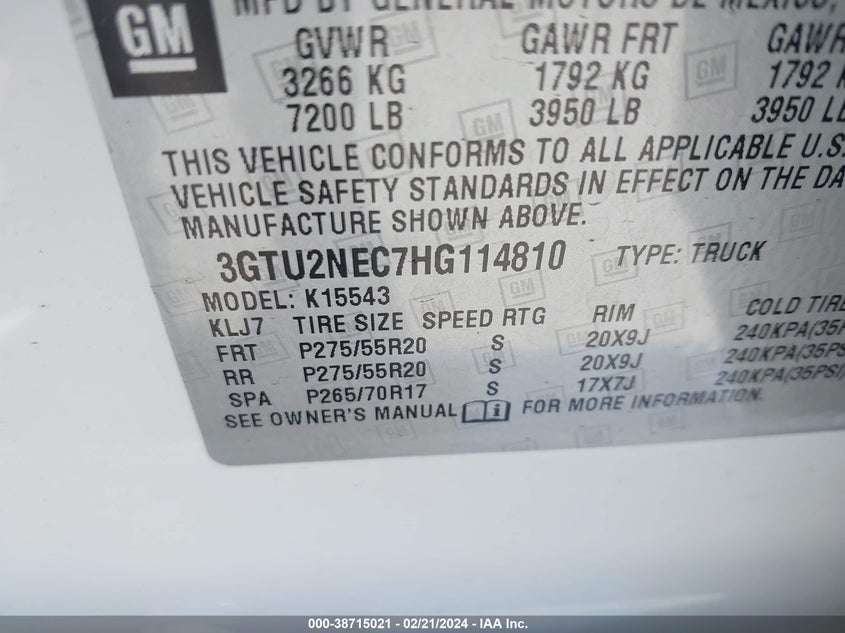 GM
MFD BY GENERAL MOTORS DE MEXICO,
GVWR GAWR FRT GAWR
3266 KG 1792 KG 1792 K
7200 LB 3950 LB 3950 LB
THIS VEHICLE CONFORMS TO ALL APPLICABLE U.S.
VEHICLE SAFETY STANDARDS IN EFFECT ON THE DA
MANUFACTURE SHOWN ABOVE.
3GTU2NEC7HG114810 TYPE: TRUCK
MODEL: K15543
KLJ7 TIRE SIZE SPEED RTG RIM COLD TIRE
FRT P275/55R20 S 20X9J 240KPA(35PSI
RR P275/55R20 S 20X9J 240KPA(35PSI
SPA P265/70R17 S 17X7J 240KPA(35PSI)
SEE OWNER'S MANUAL i FOR MORE INFORMATION.
000-38715021 - 02/21/2024 - IAA Inc.